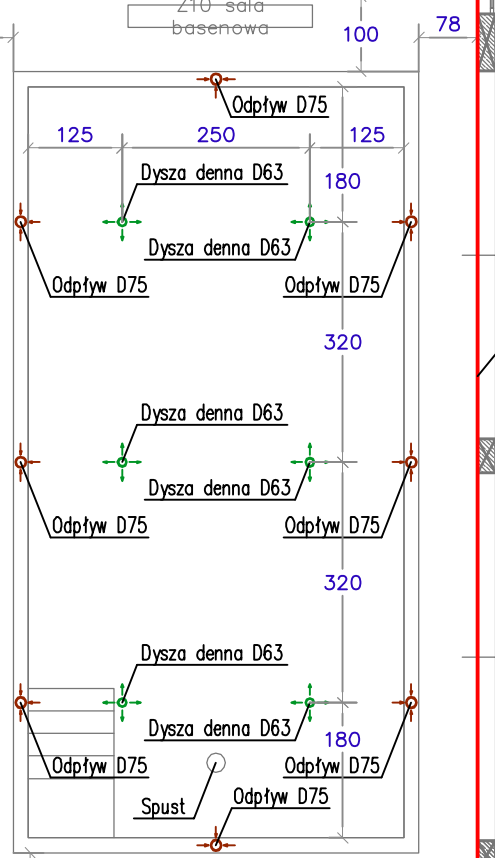 Z10 sala
basenowa
100
78
Odpływ D75
125
250
125
Dysza denna D63
180
Dysza denna D63
Odpływ D75
Odpływ D75
320
Dysza denna D63
Dysza denna D63
Odpływ D75
Odpływ D75
320
Dysza denna D63
Dysza denna D63
180
Odpływ D75
Odpływ D75
Spust
Odpływ D75